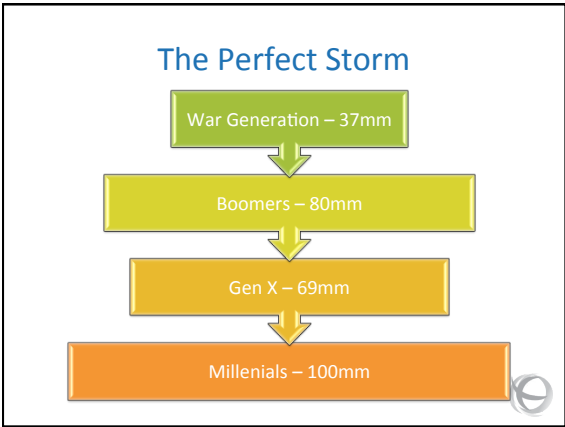 The Perfect Storm
War Generation – 37mm
Boomers – 80mm
Gen X – 69mm
Millenials – 100mm